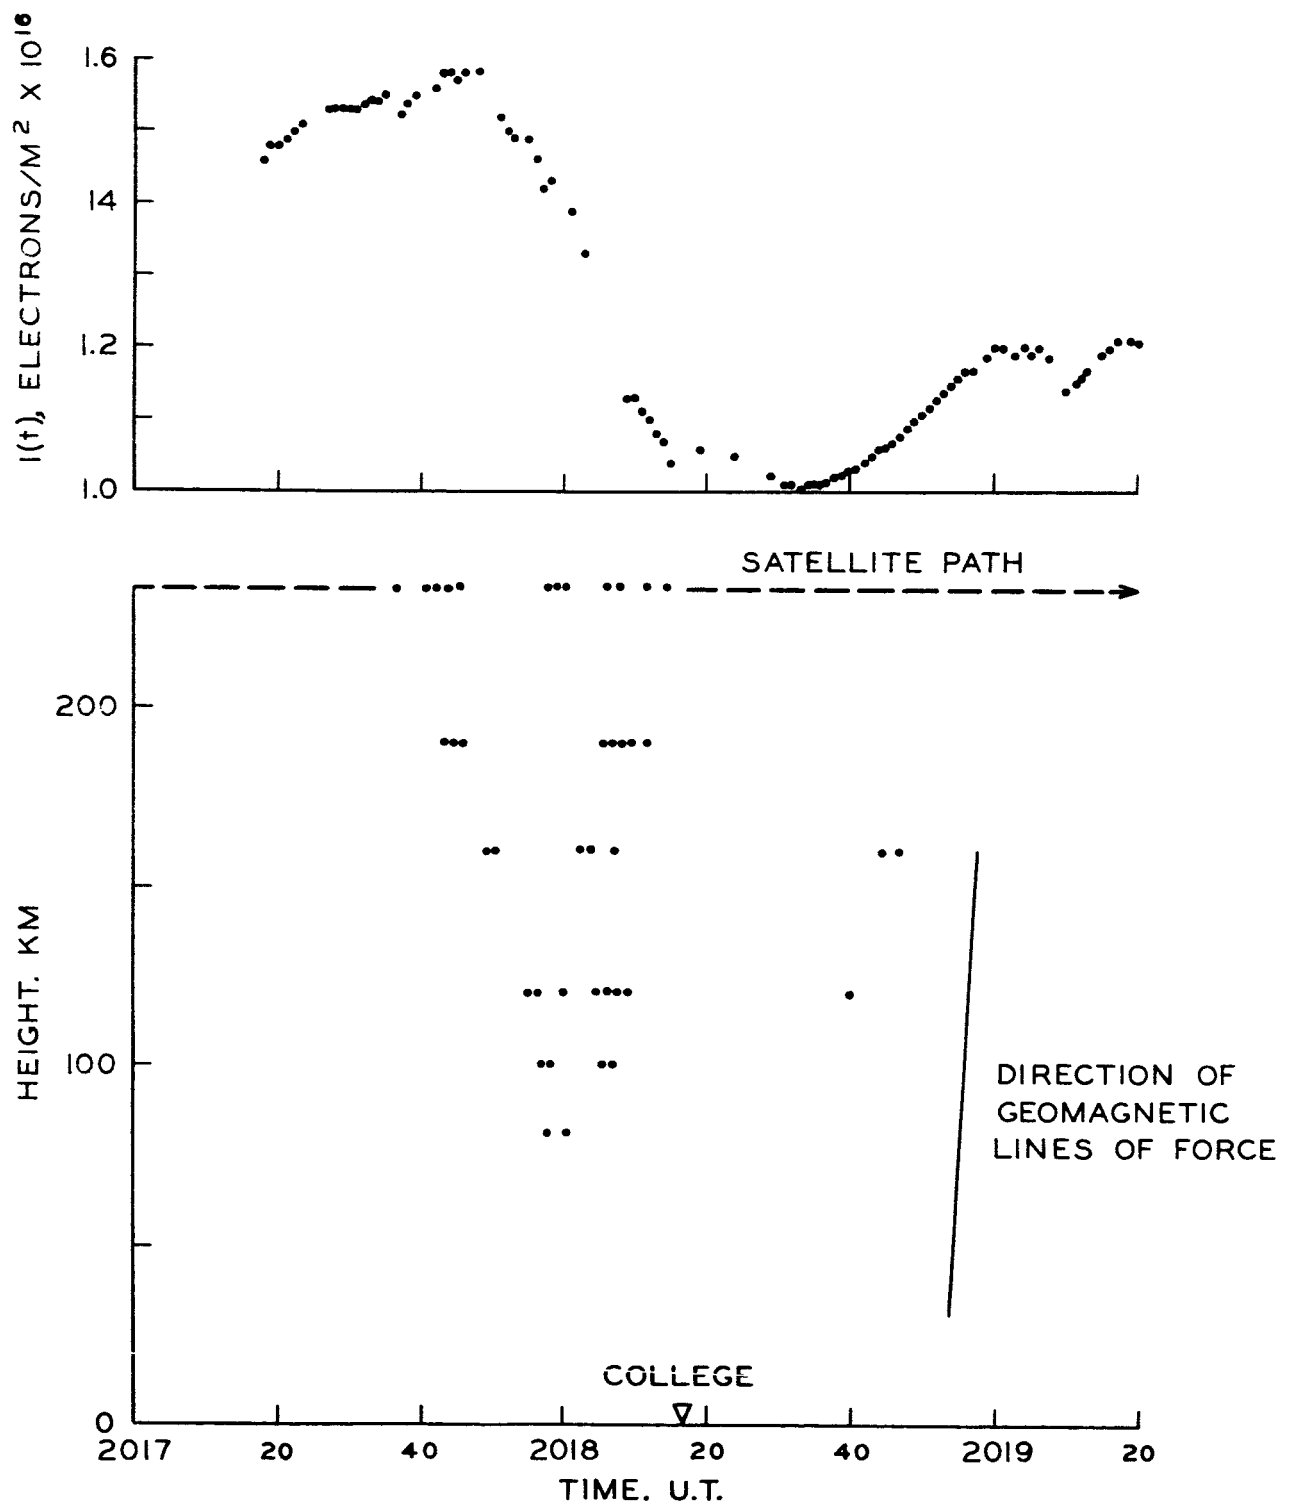 I(t), ELECTRONS/M² X 10¹⁶
1.6
14
1.2
1.0
SATELLITE PATH
HEIGHT. KM
200
100
0
DIRECTION OF
GEOMAGNETIC
LINES OF FORCE
COLLEGE
2017 20 40 2018 20 40 2019 20
TIME. U.T.